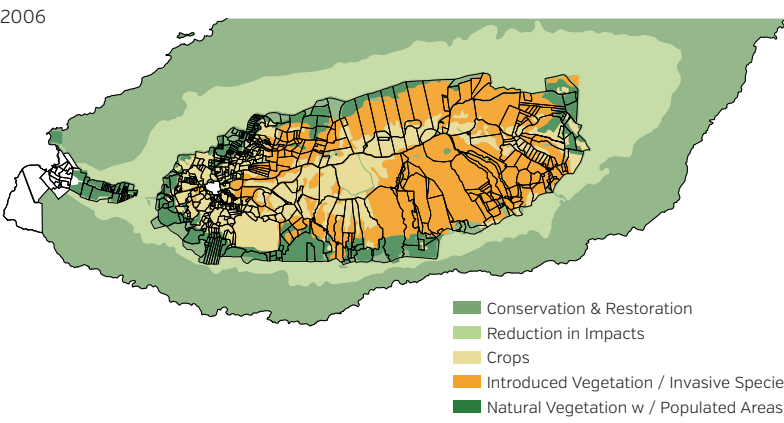 2006
Conservation & Restoration
Reduction in Impacts
Crops
Introduced Vegetation / Invasive Specie
Natural Vegetation w / Populated Areas